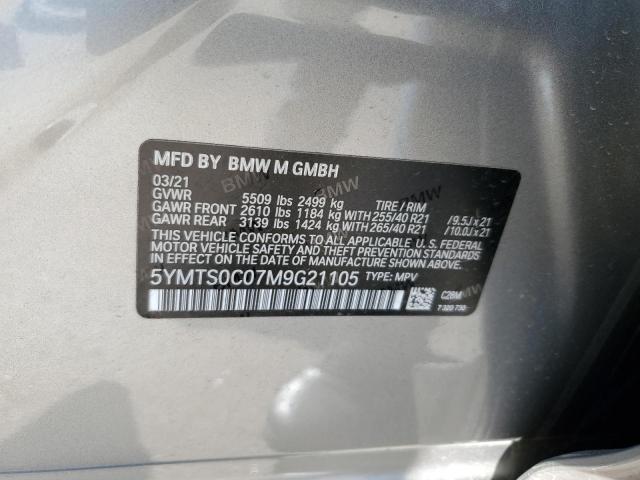 MFD BY BMW M GMBH
03/21
GVWR 5509 lbs 2499 kg TIRE/RIM
GAWR FRONT 2610 lbs 1184 kg WITH 255/40 R21 /9.5J x 21
GAWR REAR 3139 lbs 1424 kg WITH 265/40 R21 /10.0J x 21
THIS VEHICLE CONFORMS TO ALL APPLICABLE U. S. FEDERAL
MOTOR VEHICLE SAFETY AND THEFT PREVENTION STANDARDS
IN EFFECT ON THE DATE OF MANUFACTURE SHOWN ABOVE.
5YMTS0C07M9G21105 TYPE: MPV
C2BM
7 320 730